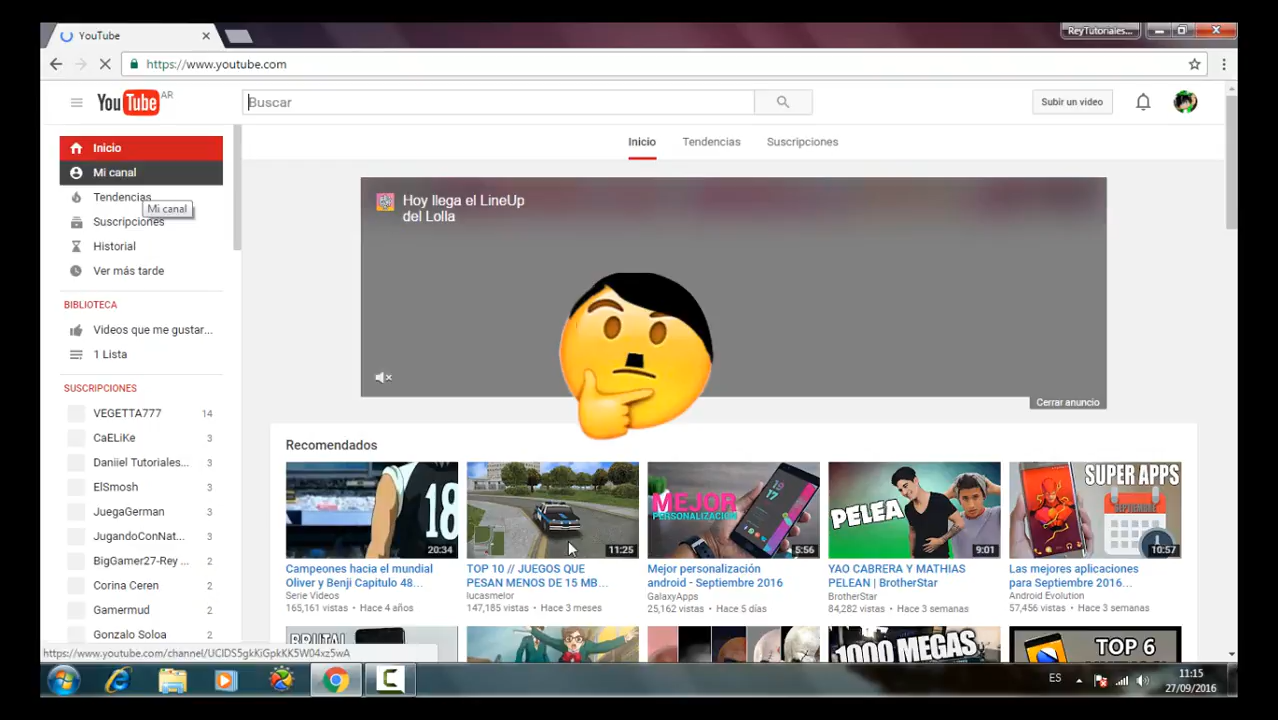 YouTube
ReyTutoriales...
https://www.youtube.com
YouTube AR
Buscar
Subir un video
Inicio
Mi canal
Tendencias
Mi canal
Suscripciones
Historial
Ver más tarde
BIBLIOTECA
Videos que me gustar...
1 Lista
SUSCRIPCIONES
VEGETTA777 14
CaELiKe 3
Daniiel Tutoriales... 3
ElSmosh 3
JuegaGerman 3
JugandoConNat... 3
BigGamer27-Rey ... 2
Corina Ceren 2
Gamermud 2
Gonzalo Soloa 2
Inicio Tendencias Suscripciones
Hoy llega el LineUp
del Lolla
Cerrar anuncio
Recomendados
18
20:34
Campeones hacia el mundial
Oliver y Benji Capitulo 48...
Serie Videos
165,161 vistas • Hace 4 años
11:25
TOP 10 // JUEGOS QUE
PESAN MENOS DE 15 MB...
lucasmelor
147,185 vistas • Hace 3 meses
MEJOR
PERSONALIZACIÓN
5:56
Mejor personalización
android - Septiembre 2016
GalaxyApps
25,162 vistas • Hace 5 días
PELEA
9:01
YAO CABRERA Y MATHIAS
PELEAN | BrotherStar
BrotherStar
84,282 vistas • Hace 3 semanas
SUPER APPS
SEPTIEMBRE
10:57
Las mejores aplicaciones
para Septiembre 2016...
Android Evolution
57,456 vistas • Hace 3 semanas
BRUTAL
1000 MEGAS
TOP 6
https://www.youtube.com/channel/UCIDS5gkKiGpkKK5W04xz5wA
ES
11:15
27/09/2016